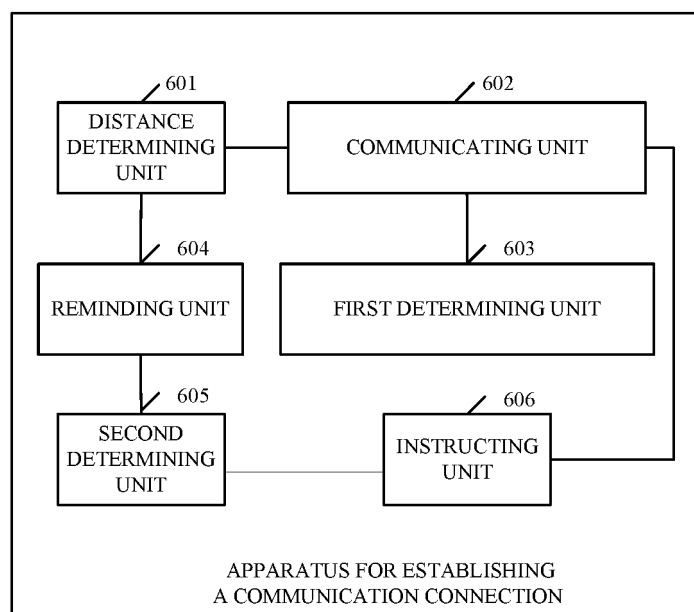 601
602
DISTANCE
DETERMINING
UNIT
COMMUNICATING UNIT
604
603
REMINDING UNIT
FIRST DETERMINING UNIT
605
606
SECOND
DETERMINING
UNIT
INSTRUCTING
UNIT
APPARATUS FOR ESTABLISHING
A COMMUNICATION CONNECTION